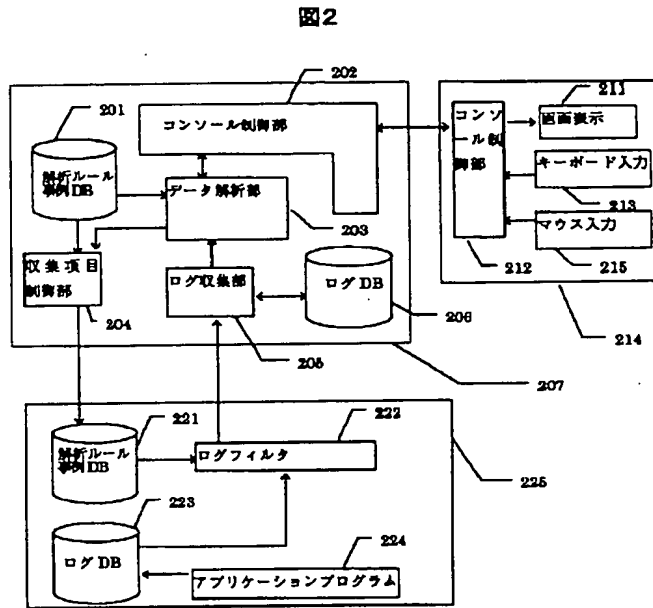 図2
202
201
コンソール制御部
解析ルール
事例DB
データ解析部
203
収集項目
制御部
204
ログ収集部
205
ログDB
206
207
211
コン
ソー
ル制
御部
画面表示
キーボード入力
213
マウス入力
212
215
214
221
解析ルール
事例DB
222
ログフィルタ
225
223
ログDB
224
アプリケーションプログラム